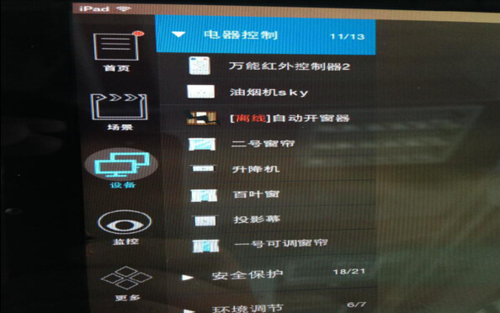 iPad
电器控制 11/13
首页
万能红外控制器2
油烟机sky
场景
[离线]自动开窗器
二号窗帘
设备
升降机
百叶窗
投影幕
监控
一号可调窗帘
安全保护 18/21
更多
环境调节 6/7